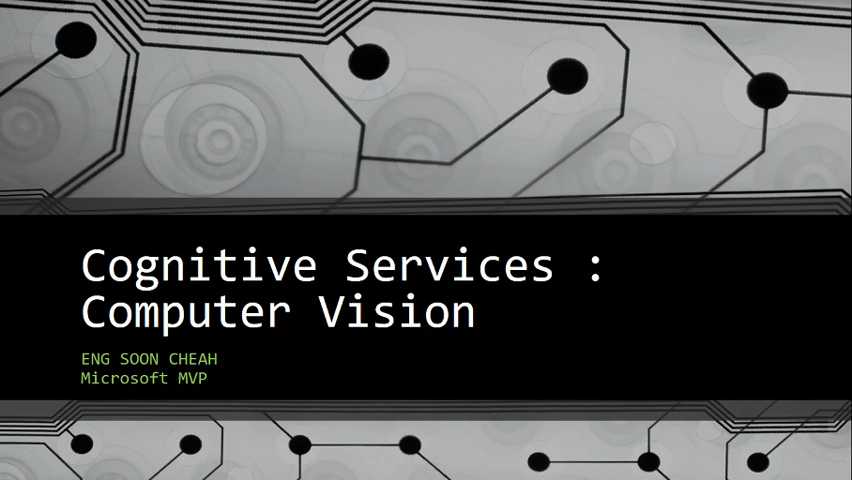 Cognitive Services :
Computer Vision
ENG SOON CHEAH
Microsoft MVP